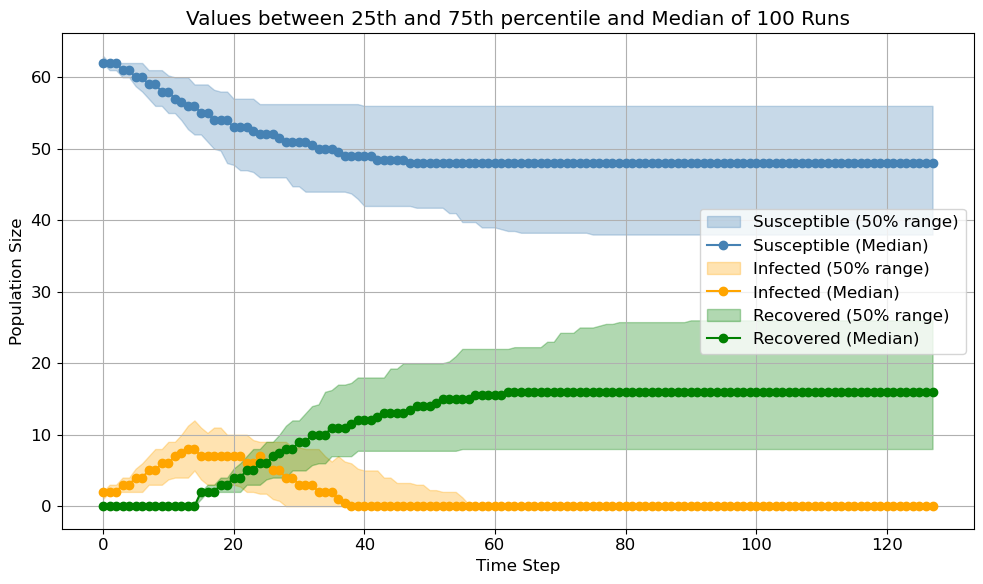 Values between 25th and 75th percentile and Median of 100 Runs
Population Size
60
50
40
30
20
10
0
Susceptible (50% range)
Susceptible (Median)
Infected (50% range)
Infected (Median)
Recovered (50% range)
Recovered (Median)
0 20 40 60 80 100 120
Time Step